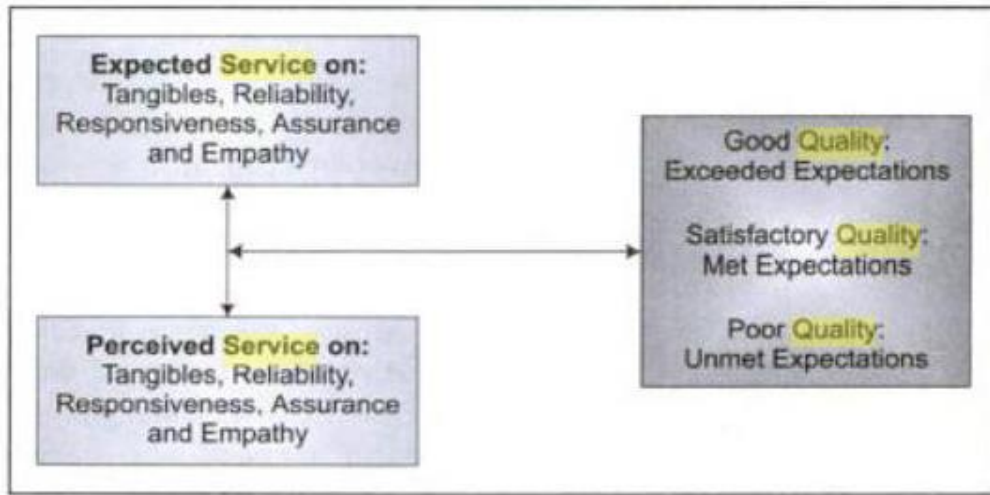 Expected Service on:
Tangibles, Reliability,
Responsiveness, Assurance
and Empathy
Good Quality:
Exceeded Expectations
Satisfactory Quality:
Met Expectations
Poor Quality:
Unmet Expectations
Perceived Service on:
Tangibles, Reliability,
Responsiveness, Assurance
and Empathy